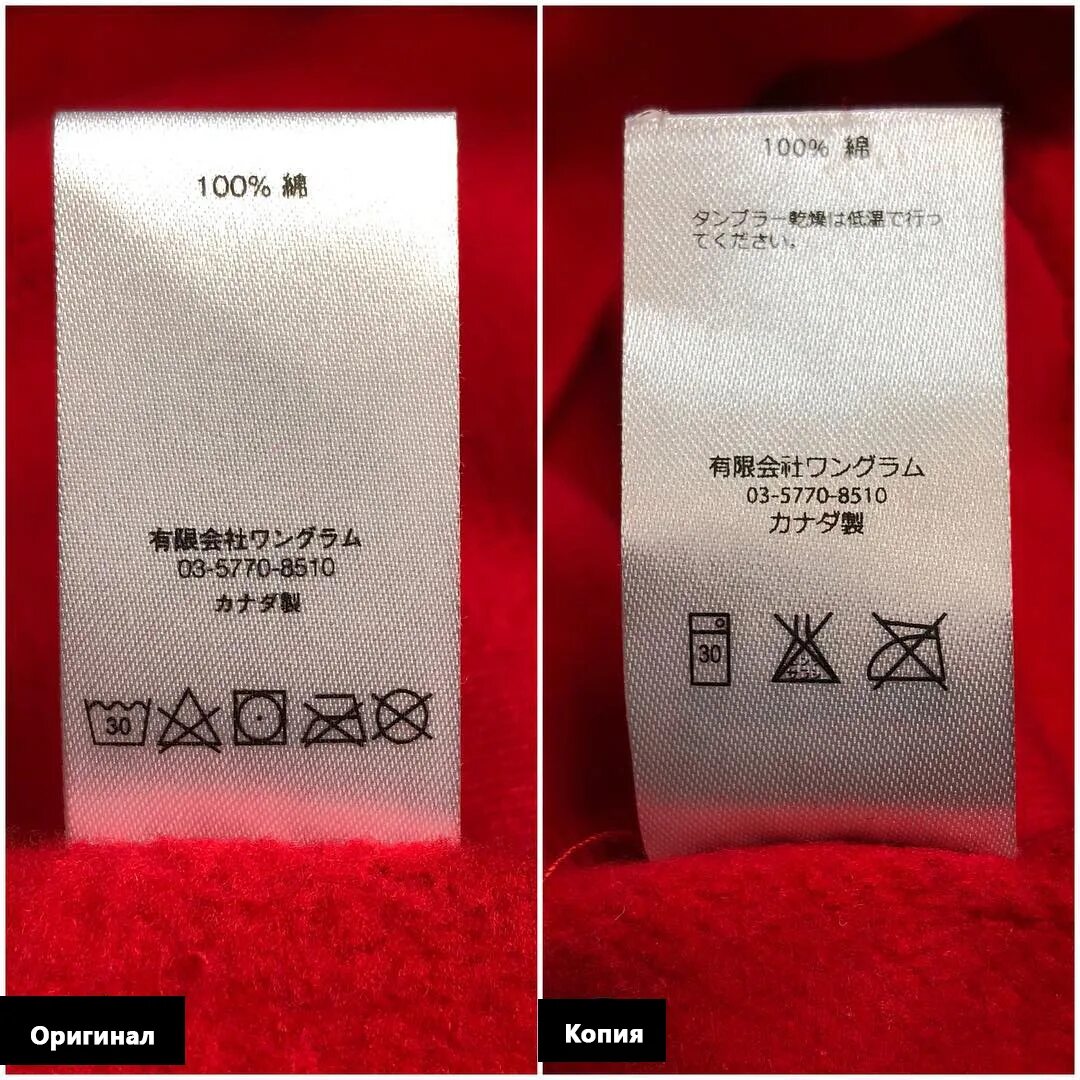 100% 綿
有限会社ワングラム
03-5770-8510
カナダ製
30
Оригинал
100% 綿
タンブラー乾燥は低温で行っ
てください。
有限会社ワングラム
03-5770-8510
カナダ製
30
Копия